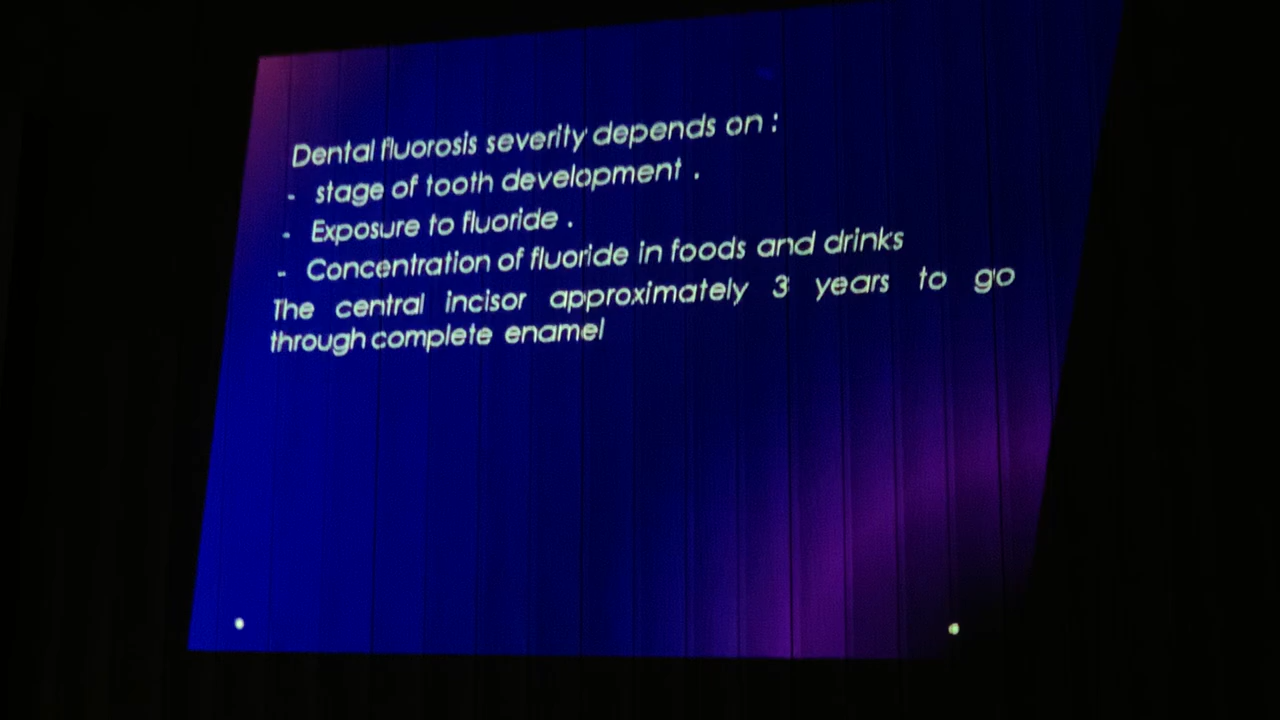 Dental fluorosis severity depends on :
- stage of tooth development .
- Exposure to fluoride .
- Concentration of fluoride in foods and drinks
The central incisor approximately 3 years to go
through complete enamel